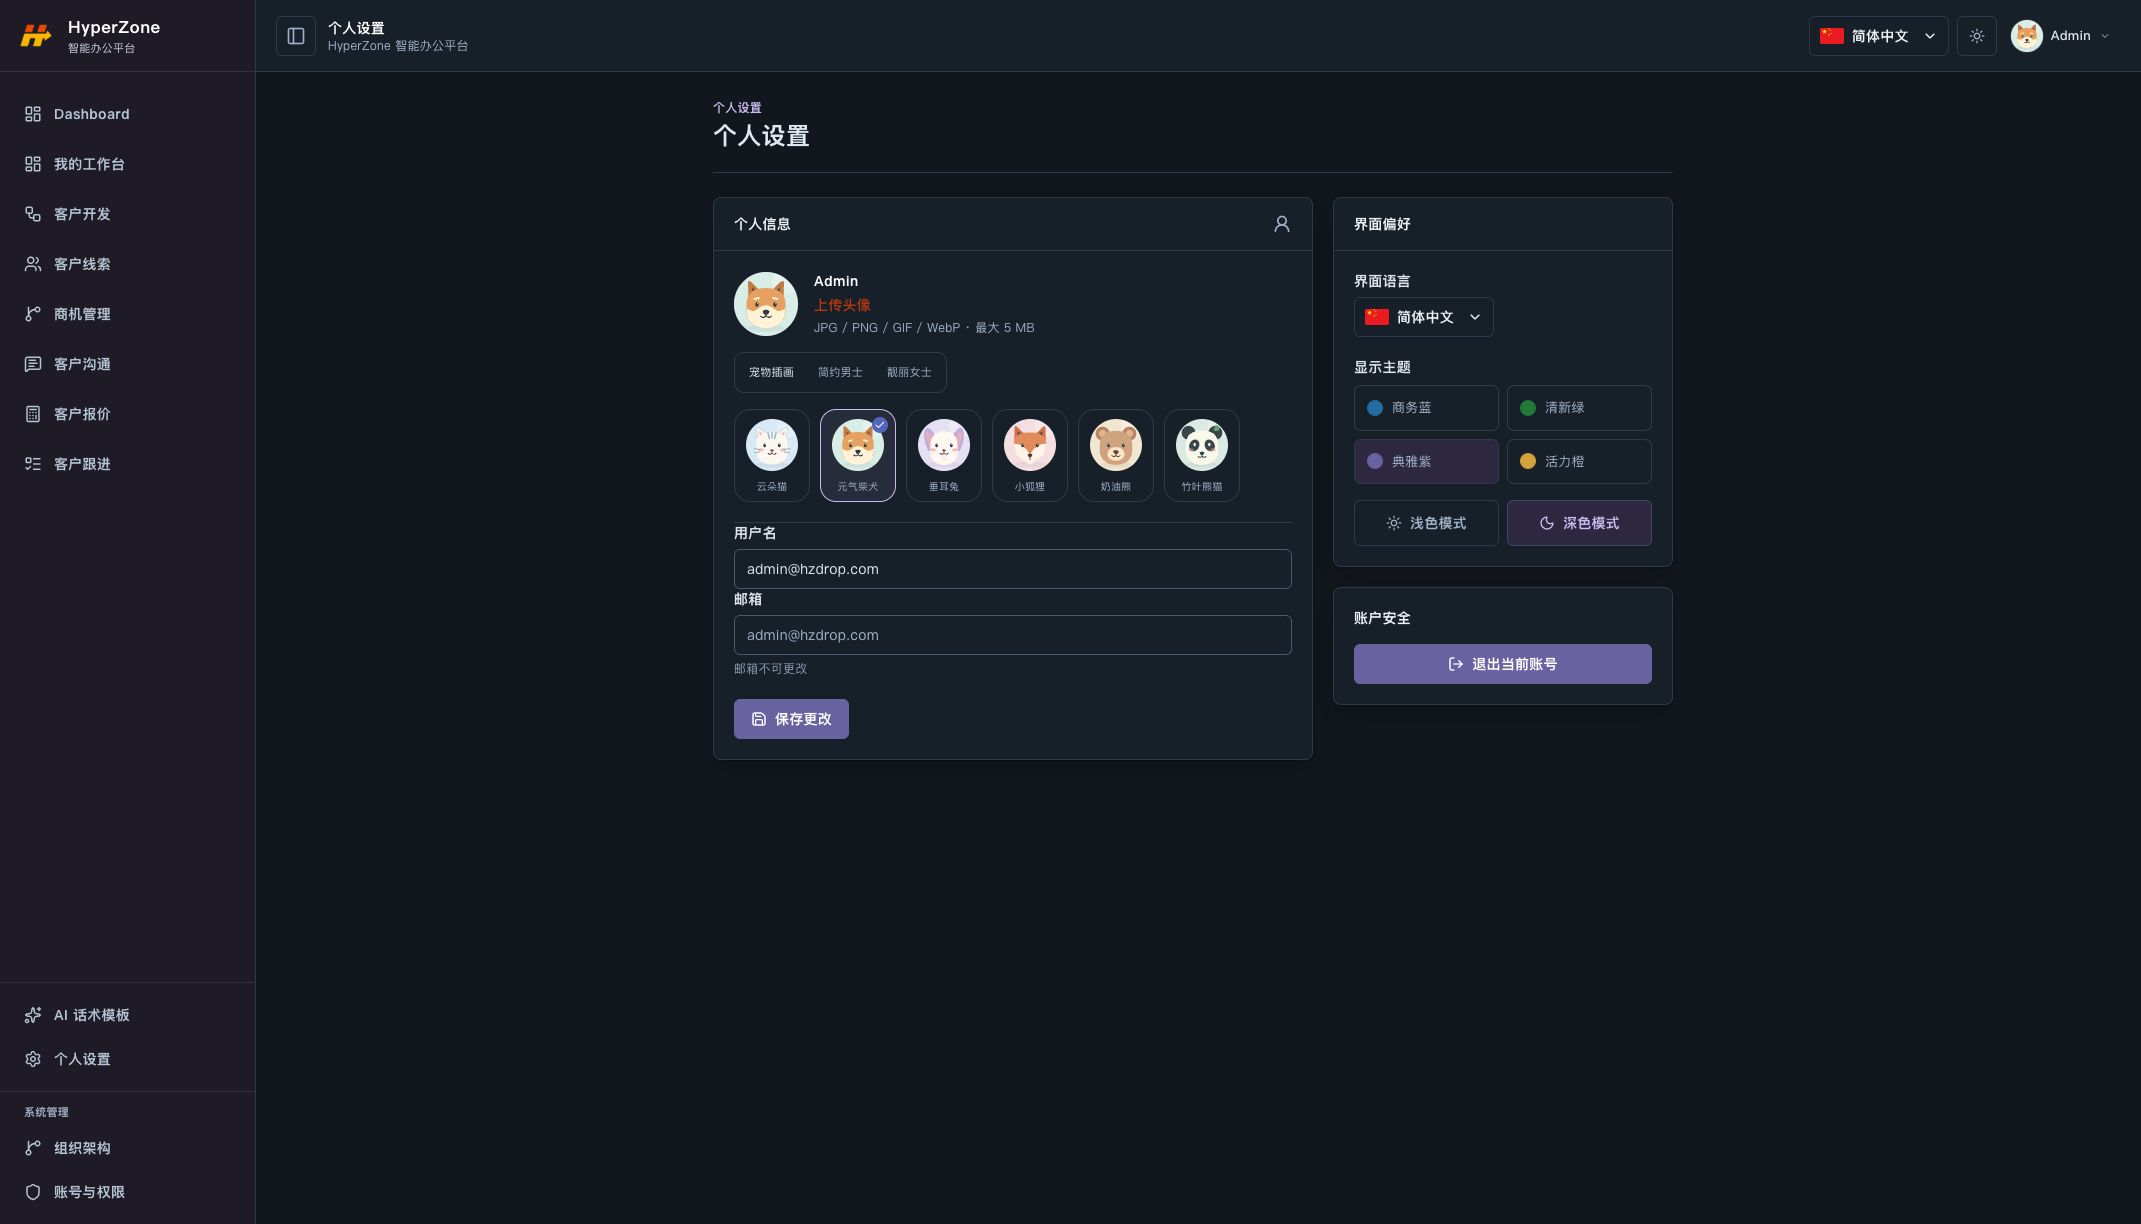 HyperZone
智能办公平台
Dashboard
我的工作台
客户开发
客户线索
商机管理
客户沟通
客户报价
客户跟进
AI 话术模板
个人设置
系统管理
组织架构
账号与权限
个人设置
HyperZone 智能办公平台
简体中文
Admin
个人设置
个人设置
个人信息
Admin
上传头像
JPG / PNG / GIF / WebP · 最大 5 MB
宠物插画 简约男士 靓丽女士
云朵猫 元气柴犬 垂耳兔 小狐狸 奶油熊 竹叶熊猫
用户名
admin@hzdrop.com
邮箱
admin@hzdrop.com
邮箱不可更改
保存更改
界面偏好
界面语言
简体中文
显示主题
商务蓝 清新绿
典雅紫 活力橙
浅色模式 深色模式
账户安全
退出当前账号